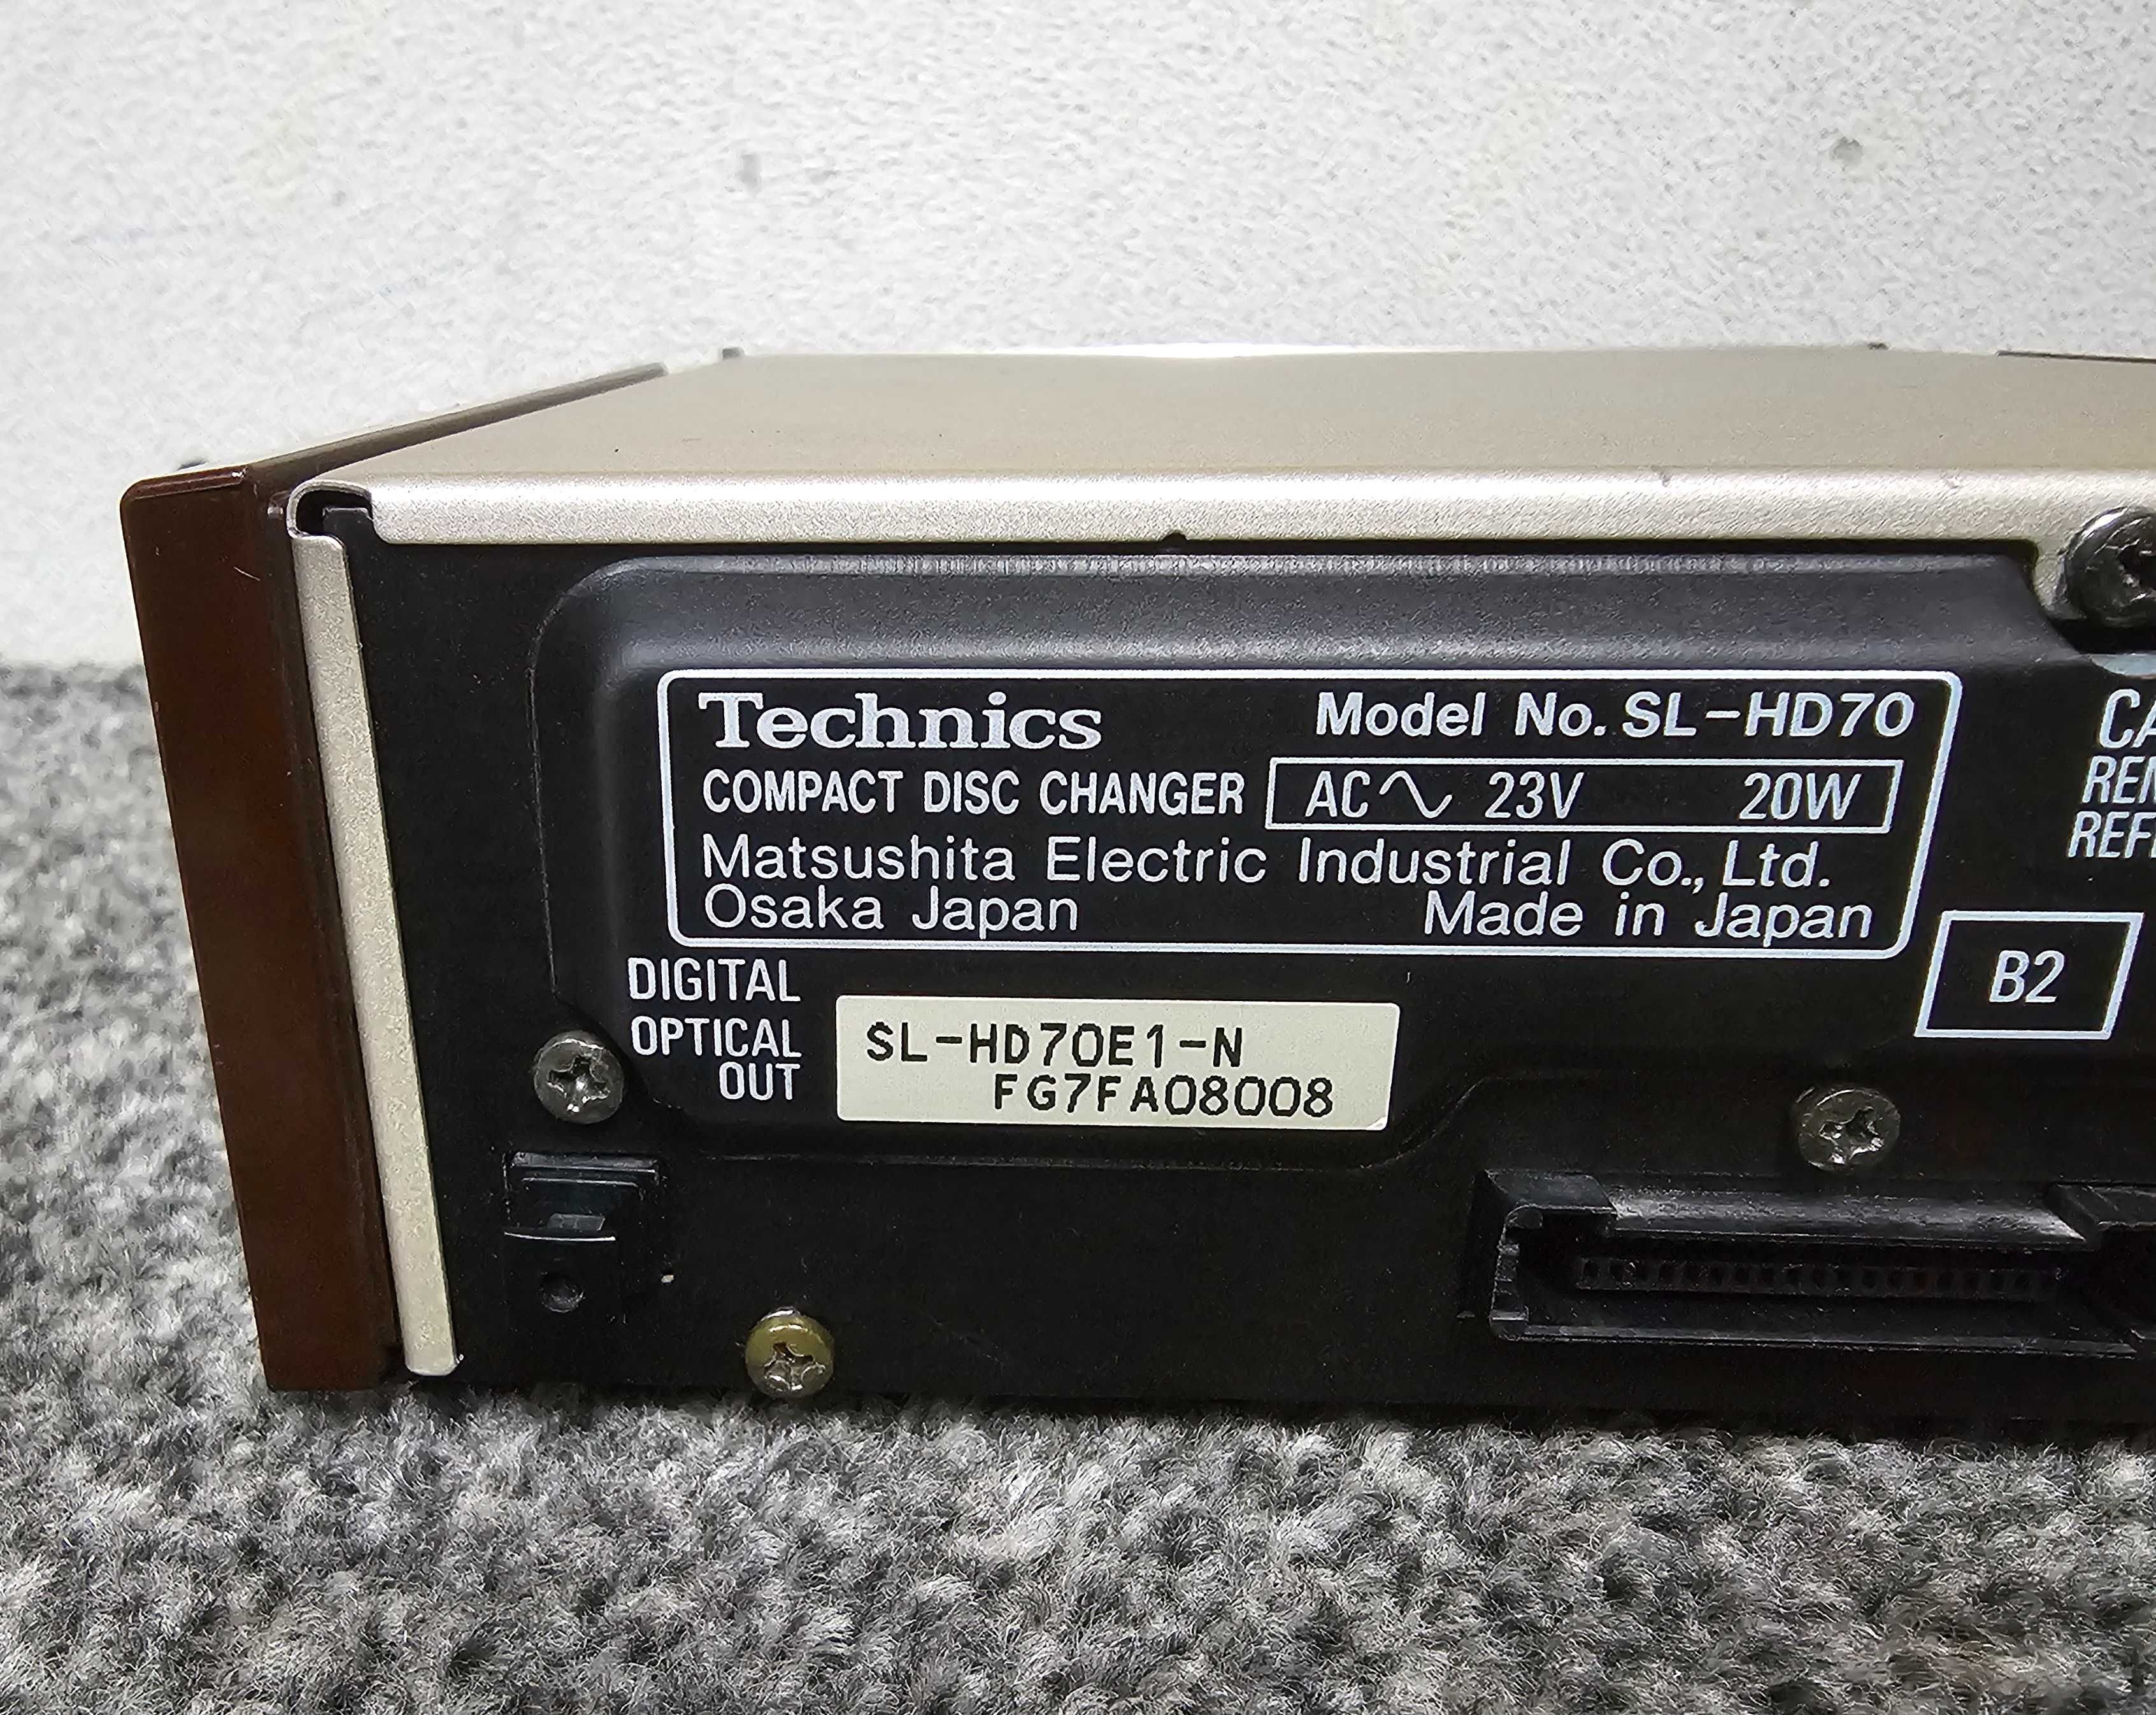 Technics Model No. SL-HD70
COMPACT DISC CHANGER AC 23V 20W
Matsushita Electric Industrial Co., Ltd.
Osaka Japan Made in Japan
DIGITAL
OPTICAL
OUT
SL-HD70E1-N
FG7FA08008
B2